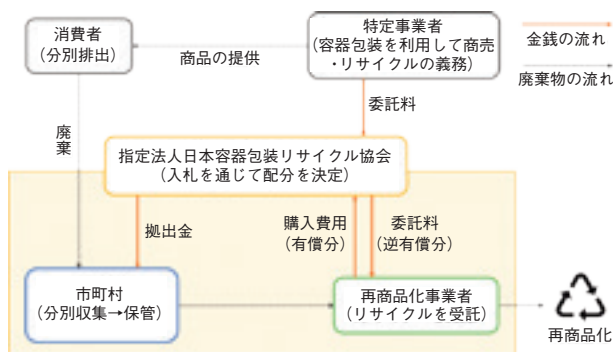 消費者
(分別排出)
商品の提供
特定事業者
(容器包装を利用して商売
・リサイクルの義務)
金銭の流れ
廃棄物の流れ
廃棄
委託料
指定法人日本容器包装リサイクル協会
(入札を通じて配分を決定)
拠出金
購入費用
(有償分)
委託料
(逆有償分)
市町村
(分別収集→保管)
再商品化事業者
(リサイクルを受託)
再商品化